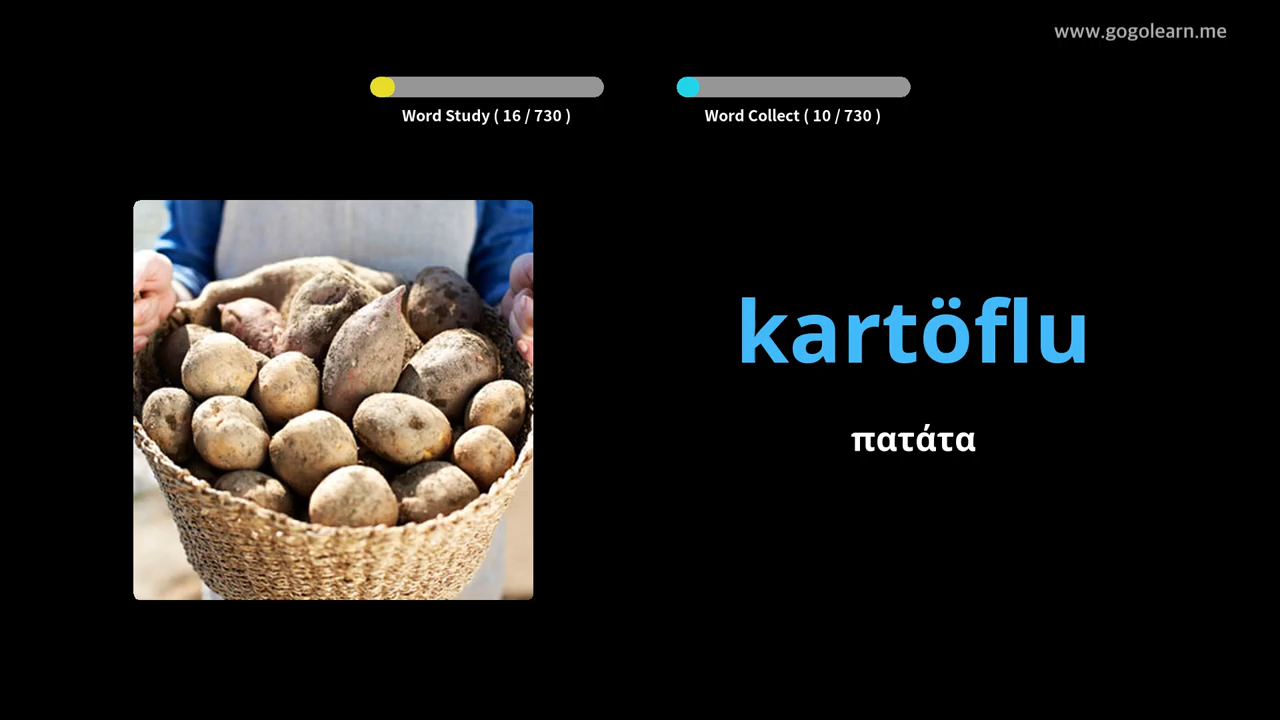 www.gogolearn.me
Word Study ( 16 / 730 )
Word Collect ( 10 / 730 )
kartöflu
πατάτα